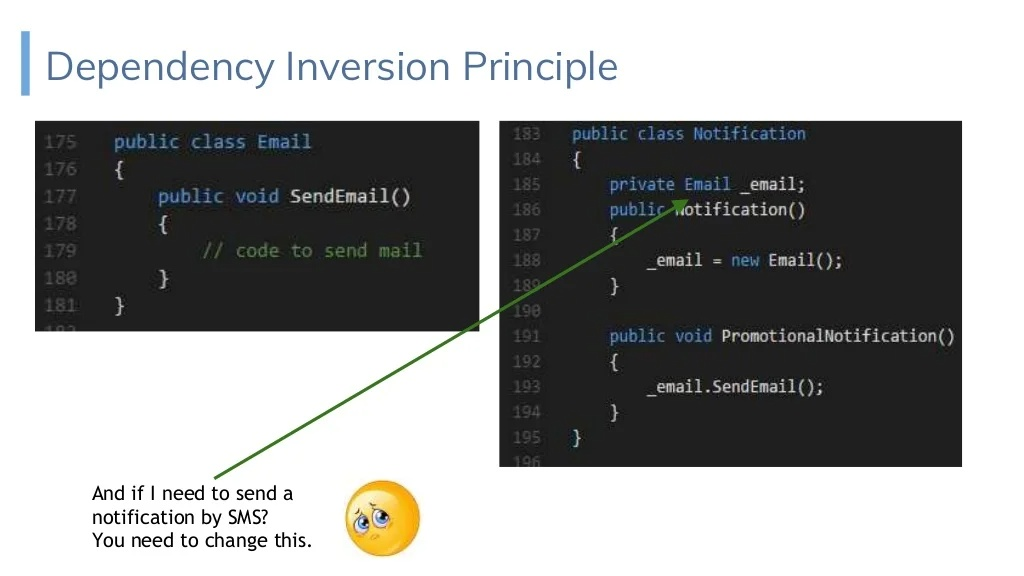 Dependency Inversion Principle
175 public class Email
176 {
177 public void SendEmail()
178 {
179 // code to send mail
180 }
181 }
182
183 public class Notification
184 {
185 private Email _email;
186 public Notification()
187 {
188 _email = new Email();
189 }
190
191 public void PromotionalNotification()
192 {
193 _email.SendEmail();
194 }
195 }
196
And if I need to send a
notification by SMS?
You need to change this.